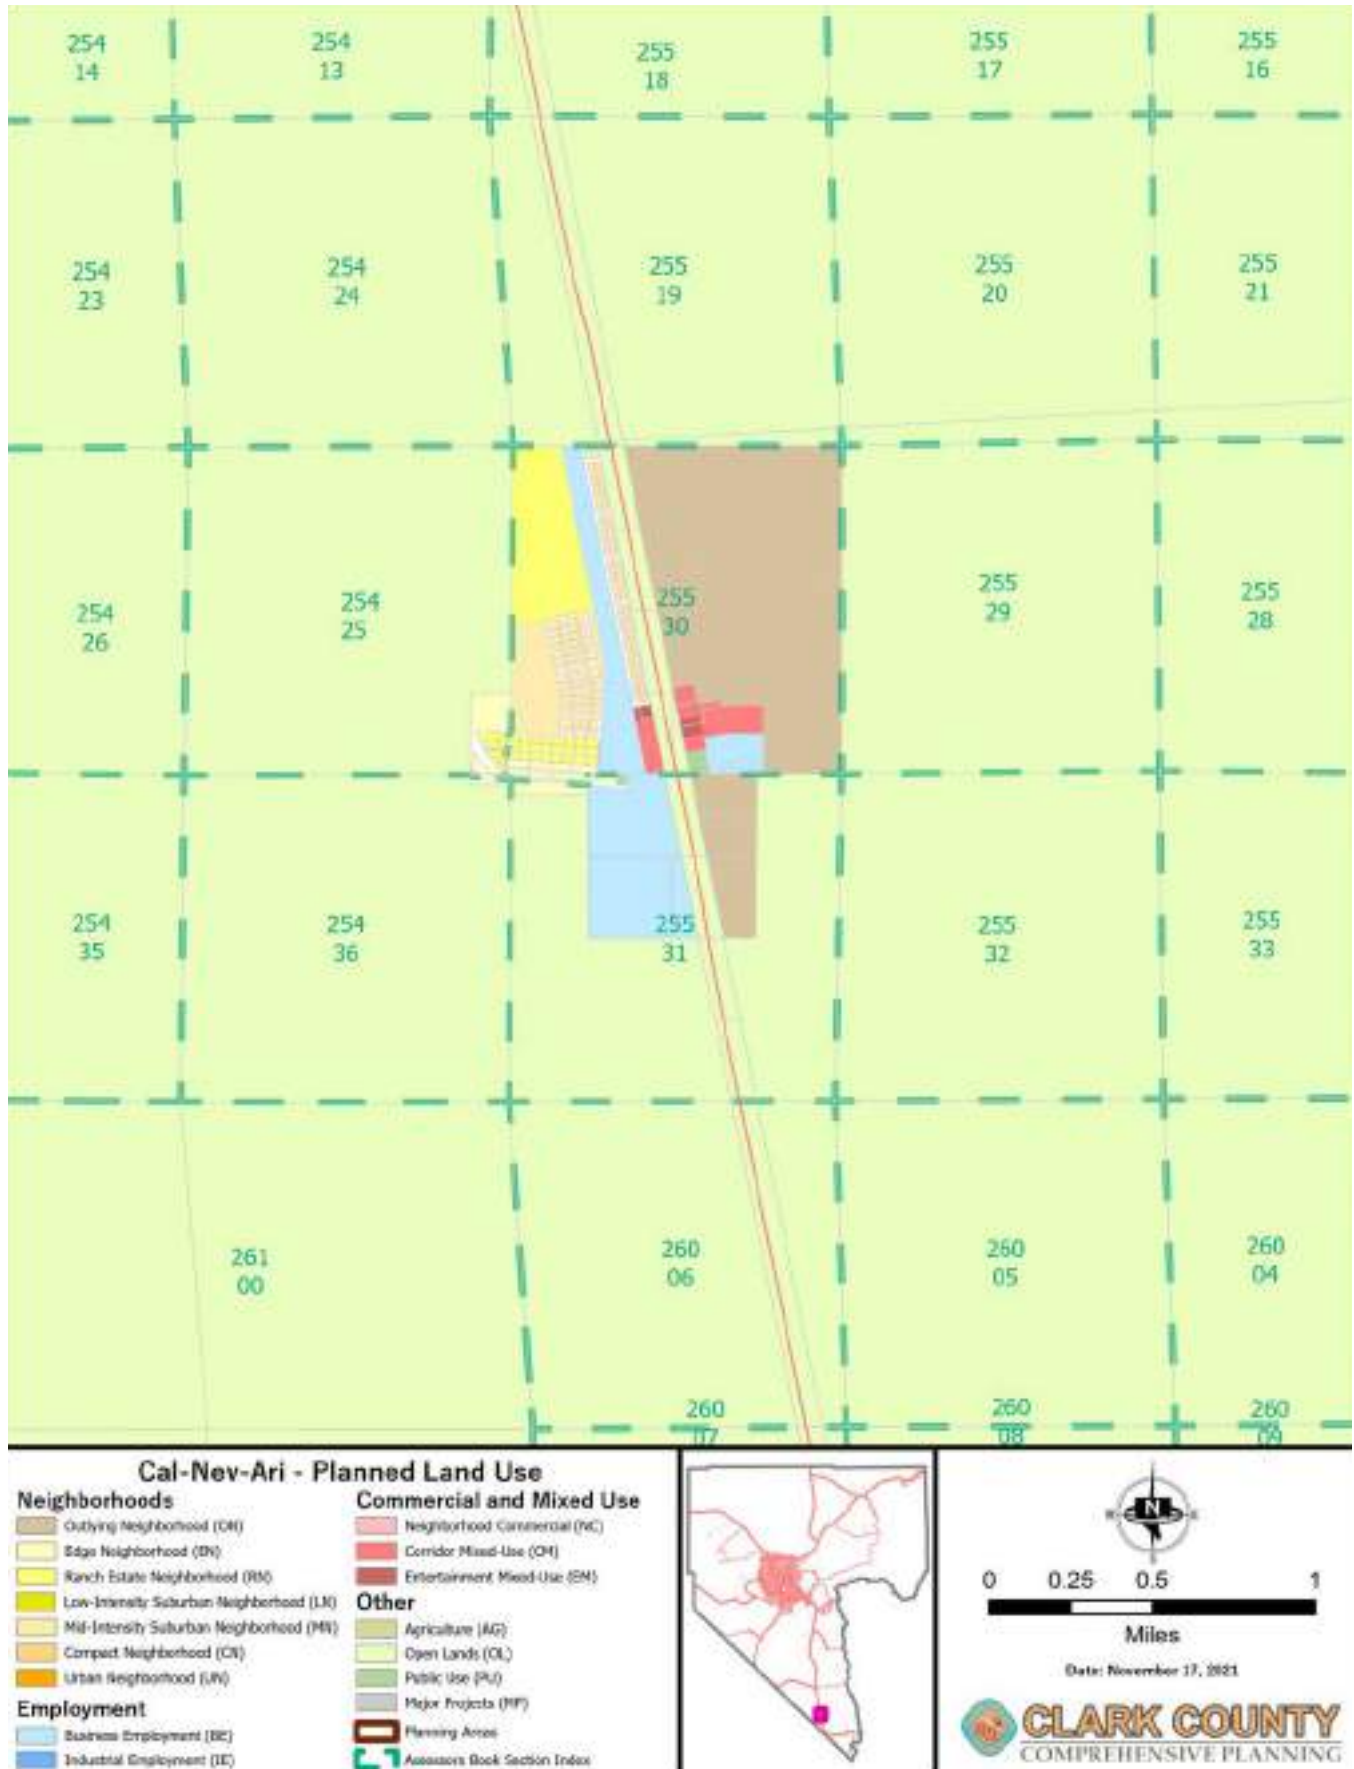 254 254 255 255 255
14 13 18 17 16
254 254 255 255 255
23 24 19 20 21
254 254 255 255 255
26 25 30 29 28
254 254 255 255 255
35 36 31 32 33
261 260 260 260
00 06 05 04
260 260 260
07 08 09
Cal-Nev-Ari - Planned Land Use
Neighborhoods
Outlying Neighborhood (ON)
Edge Neighborhood (EN)
Ranch Estate Neighborhood (RN)
Low-Intensity Suburban Neighborhood (LN)
Mid-Intensity Suburban Neighborhood (MN)
Compact Neighborhood (CN)
Urban Neighborhood (UN)
Employment
Business Employment (BE)
Industrial Employment (IE)
Commercial and Mixed Use
Neighborhood Commercial (NC)
Corridor Mixed-Use (CM)
Entertainment Mixed-Use (EM)
Other
Agriculture (AG)
Open Lands (OL)
Public Use (PU)
Major Projects (MP)
Planning Areas
Assessors Book Section Index
N
0 0.25 0.5 1
Miles
Date: November 17, 2021
CLARK COUNTY
COMPREHENSIVE PLANNING